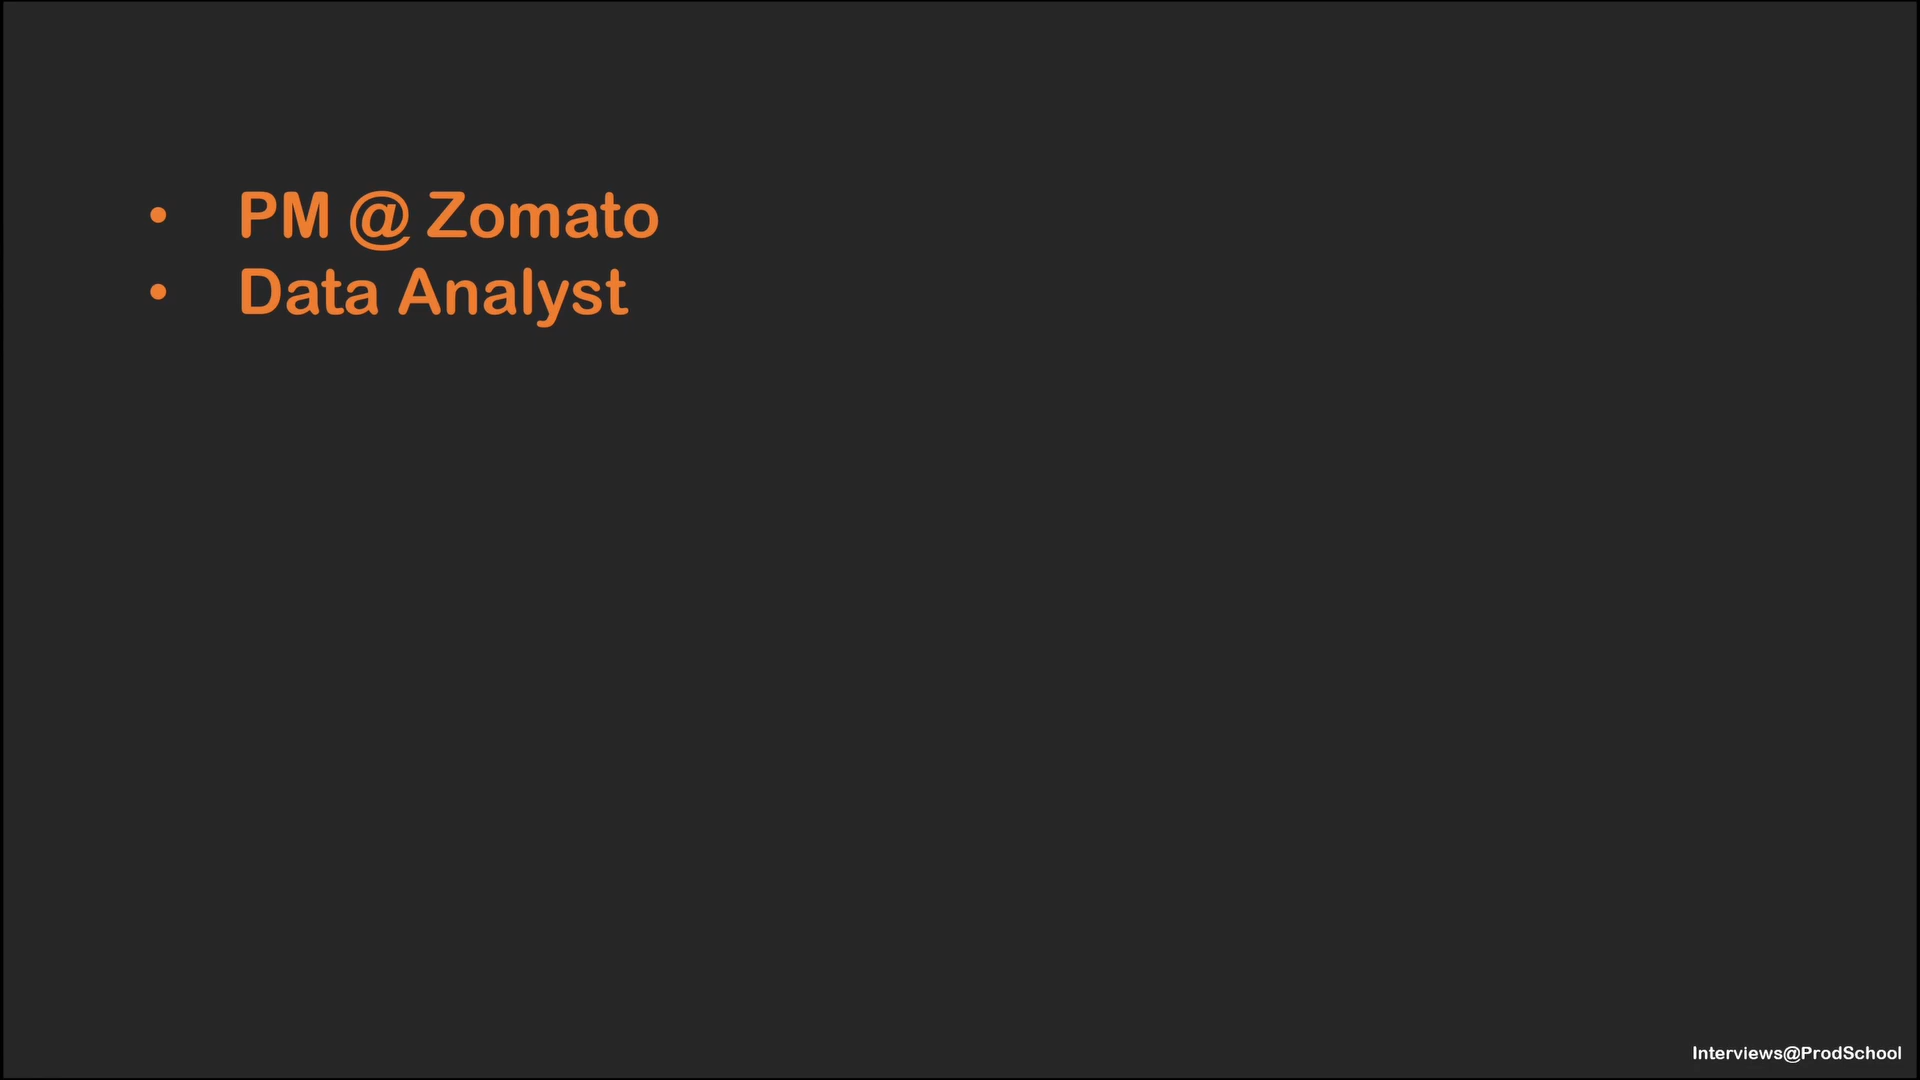 • PM @ Zomato
• Data Analyst
Interviews@ProdSchool